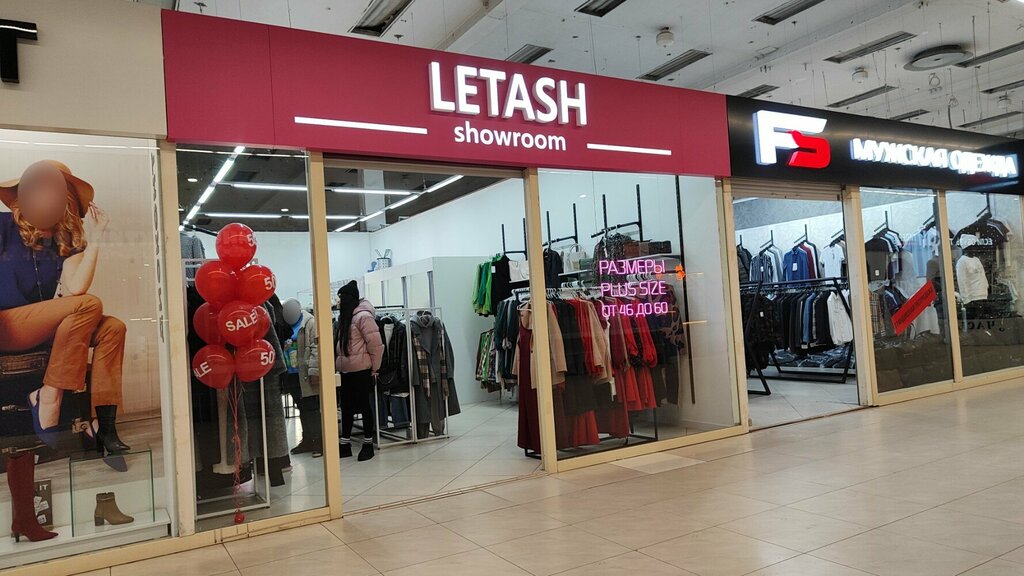 LETASH
showroom
FS
МУЖСКАЯ ОДЕЖДА
РАЗМЕРЫ
PLUS SIZE
ОТ 46 ДО 60
50
SALE
50